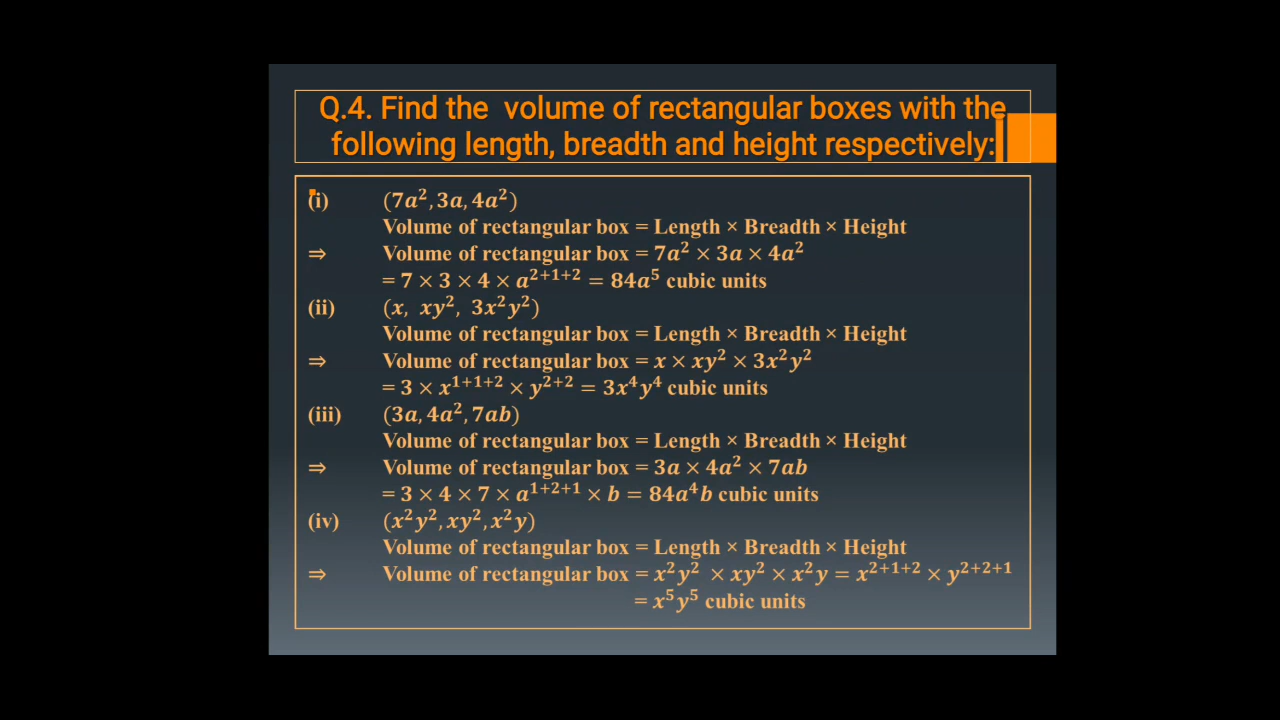 Q.4. Find the volume of rectangular boxes with the
following length, breadth and height respectively:
(i) (7a², 3a, 4a²)
Volume of rectangular box = Length × Breadth × Height
⇒ Volume of rectangular box = 7a² × 3a × 4a²
= 7 × 3 × 4 × a²⁺¹⁺² = 84a⁵ cubic units
(ii) (x, xy², 3x²y²)
Volume of rectangular box = Length × Breadth × Height
⇒ Volume of rectangular box = x × xy² × 3x²y²
= 3 × x¹⁺¹⁺² × y²⁺² = 3x⁴y⁴ cubic units
(iii) (3a, 4a², 7ab)
Volume of rectangular box = Length × Breadth × Height
⇒ Volume of rectangular box = 3a × 4a² × 7ab
= 3 × 4 × 7 × a¹⁺²⁺¹ × b = 84a⁴b cubic units
(iv) (x²y², xy², x²y)
Volume of rectangular box = Length × Breadth × Height
⇒ Volume of rectangular box = x²y² × xy² × x²y = x²⁺¹⁺² × y²⁺²⁺¹
= x⁵y⁵ cubic units